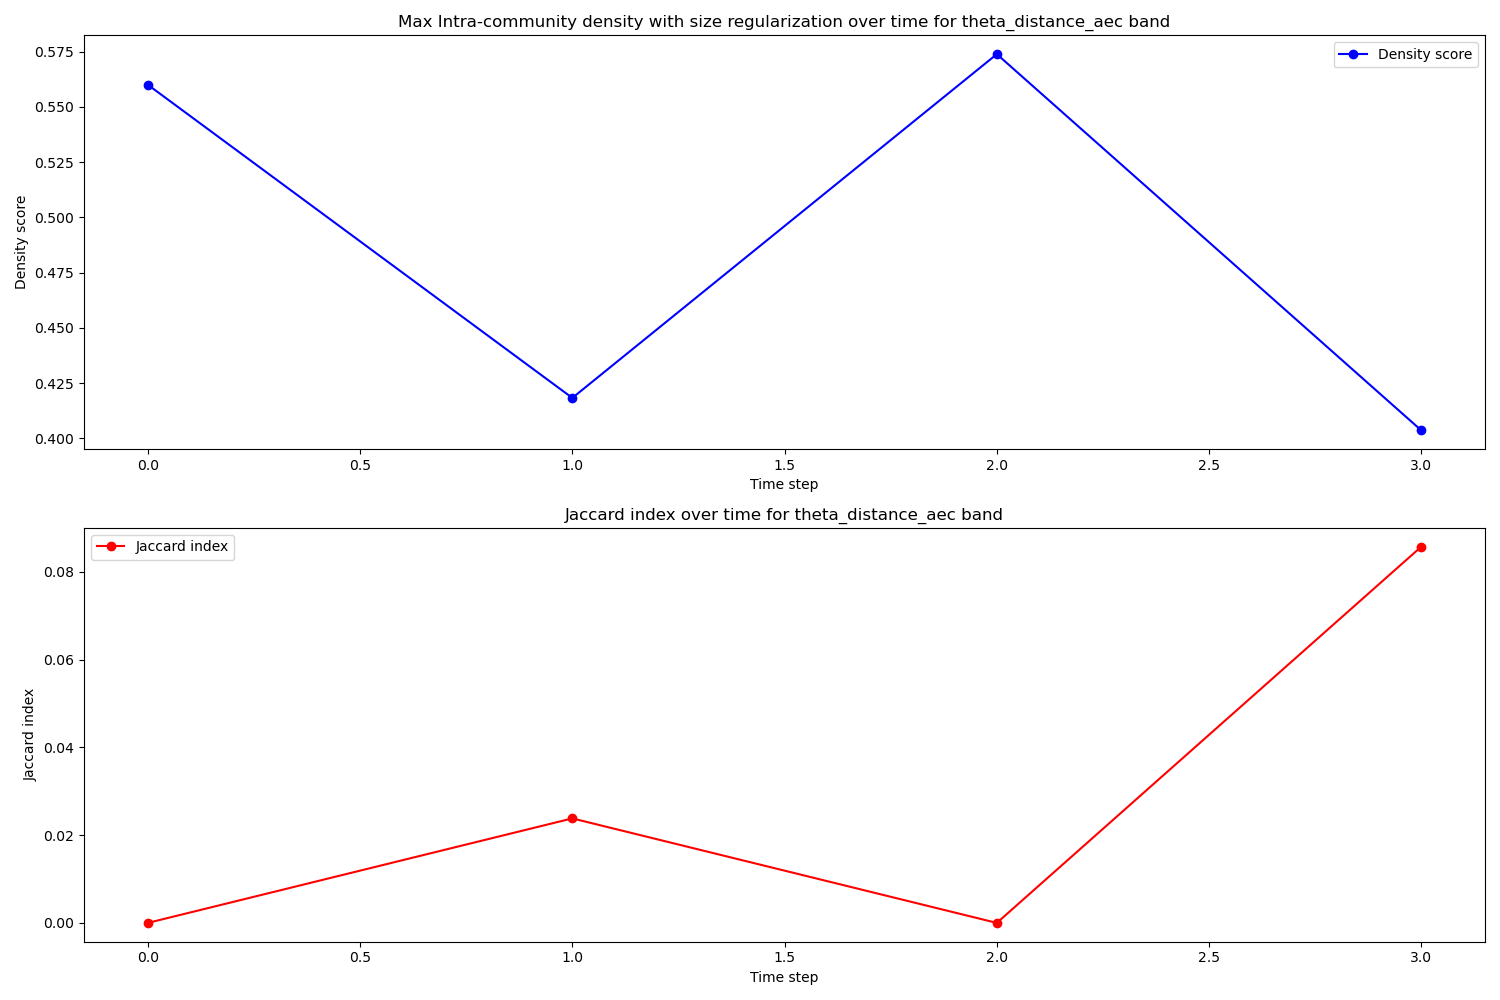 Max Intra-community density with size regularization over time for theta_distance_aec band
Density score
0.575
0.550
0.525
0.500
0.475
0.450
0.425
0.400
Density score
0.0 0.5 1.0 1.5 2.0 2.5 3.0
Time step
Jaccard index over time for theta_distance_aec band
Jaccard index
0.08
0.06
0.04
0.02
0.00
Jaccard index
0.0 0.5 1.0 1.5 2.0 2.5 3.0
Time step